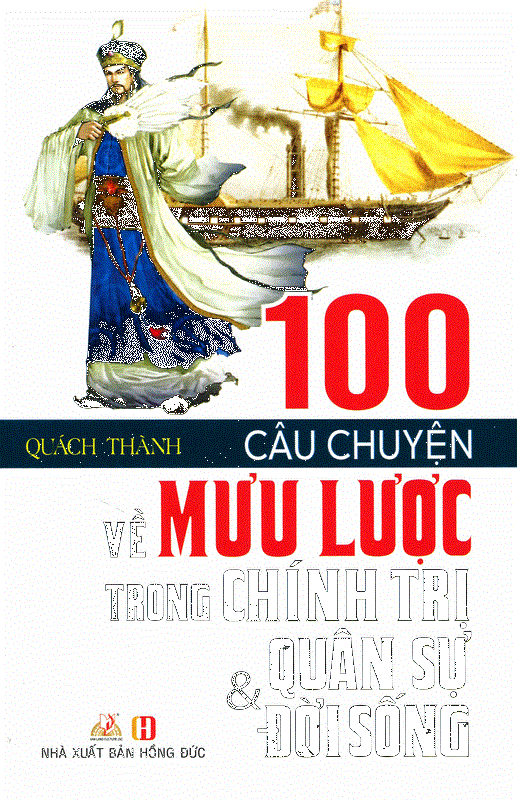 100
QUÁCH THÀNH
CÂU CHUYỆN
VỀ MƯU LƯỢC
TRONG CHÍNH TRỊ
QUÂN SỰ
& ĐỜI SỐNG
H
NHÀ XUẤT BẢN HỒNG ĐỨC